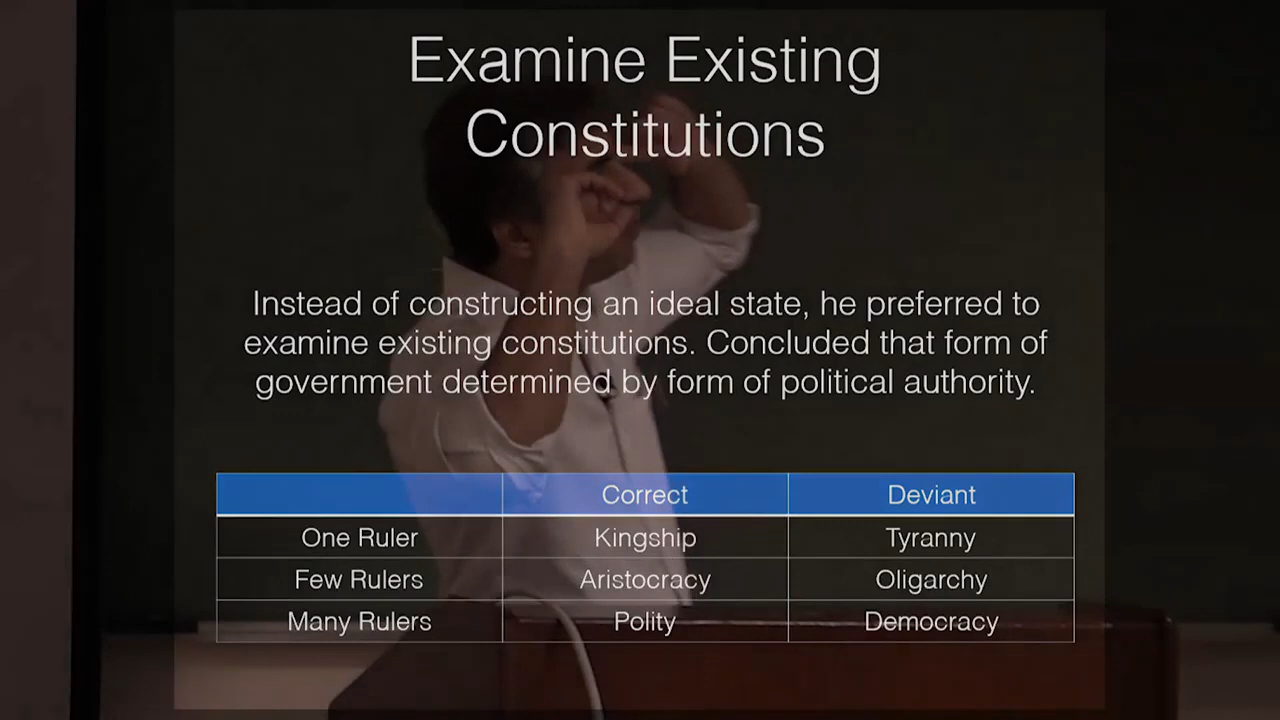 Examine Existing
Constitutions
Instead of constructing an ideal state, he preferred to
examine existing constitutions. Concluded that form of
government determined by form of political authority.
Correct Deviant
One Ruler Kingship Tyranny
Few Rulers Aristocracy Oligarchy
Many Rulers Polity Democracy